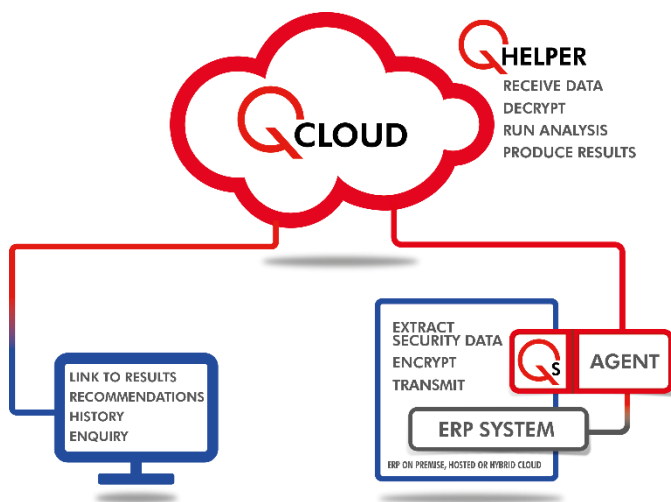 Q HELPER
RECEIVE DATA
DECRYPT
RUN ANALYSIS
PRODUCE RESULTS
Q CLOUD
LINK TO RESULTS
RECOMMENDATIONS
HISTORY
ENQUIRY
EXTRACT
SECURITY DATA
ENCRYPT
TRANSMIT
QS
AGENT
ERP SYSTEM
ERP ON PREMISE, HOSTED OR HYBRID CLOUD